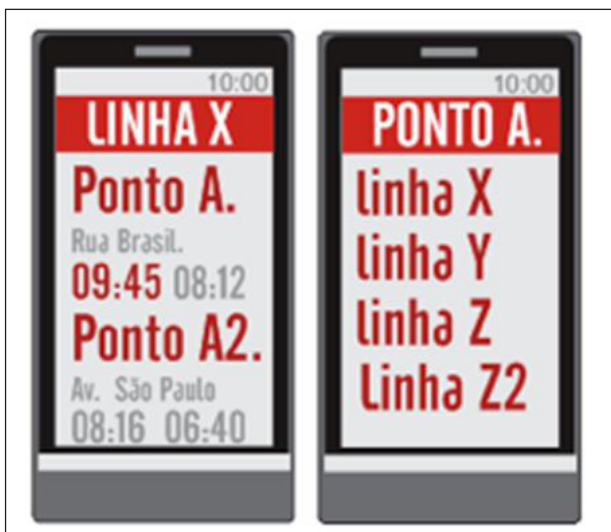 10:00
LINHA X
Ponto A.
Rua Brasil.
09:45 08:12
Ponto A2.
Av. São Paulo
08:16 06:40
10:00
PONTO A.
linha X
linha Y
linha Z
Linha Z2